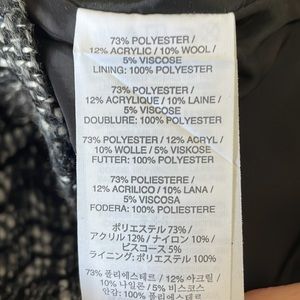 73% POLYESTER /
12% ACRYLIC / 10% WOOL /
5% VISCOSE
LINING: 100% POLYESTER
73% POLYESTER /
12% ACRYLIQUE / 10% LAINE /
5% VISCOSE
DOUBLURE: 100% POLYESTER
73% POLYESTER / 12% ACRYL /
10% WOLLE / 5% VISKOSE
FUTTER: 100% POLYESTER
73% POLIESTERE /
12% ACRILICO / 10% LANA /
5% VISCOSA
FODERA: 100% POLIESTERE
ポリエステル 73% /
アクリル 12% / ナイロン 10% /
ビスコース 5%
ライニング: ポリエステル 100%
73% 폴리에스테르 / 12% 아크릴 /
10% 나일론 / 5% 비스코스
안감: 100% 폴리에스테르